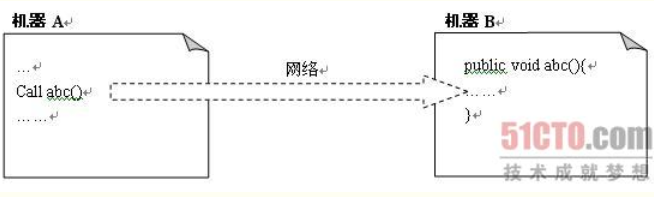 机器 A
…
Call abc()
……
网络
机器 B
public void abc(){
……
}
51CTO.com
技术成就梦想